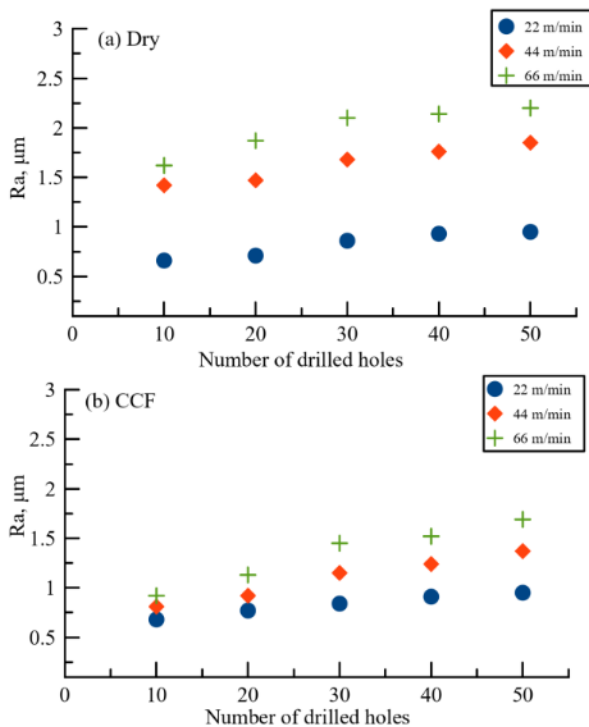 (a) Dry
22 m/min
44 m/min
66 m/min
3
2.5
2
1.5
1
0.5
Ra, µm
0 10 20 30 40 50
Number of drilled holes
(b) CCF
22 m/min
44 m/min
66 m/min
3
2.5
2
1.5
1
0.5
Ra, µm
0 10 20 30 40 50
Number of drilled holes